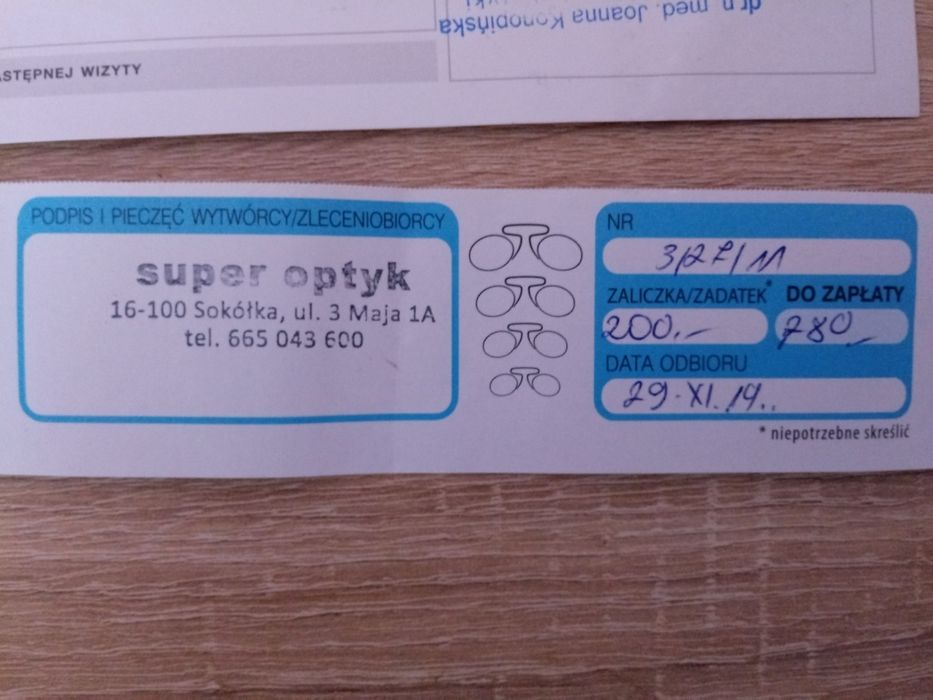 dr n. med. Joanna Konopińska
ASTĘPNEJ WIZYTY
PODPIS I PIECZĘĆ WYTWÓRCY/ZLECENIOBIORCY
super optyk
16-100 Sokółka, ul. 3 Maja 1A
tel. 665 043 600
NR
3/27/11
ZALICZKA/ZADATEK* DO ZAPŁATY
200.- 780.-
DATA ODBIORU
29.XI.19..
* niepotrzebne skreślić